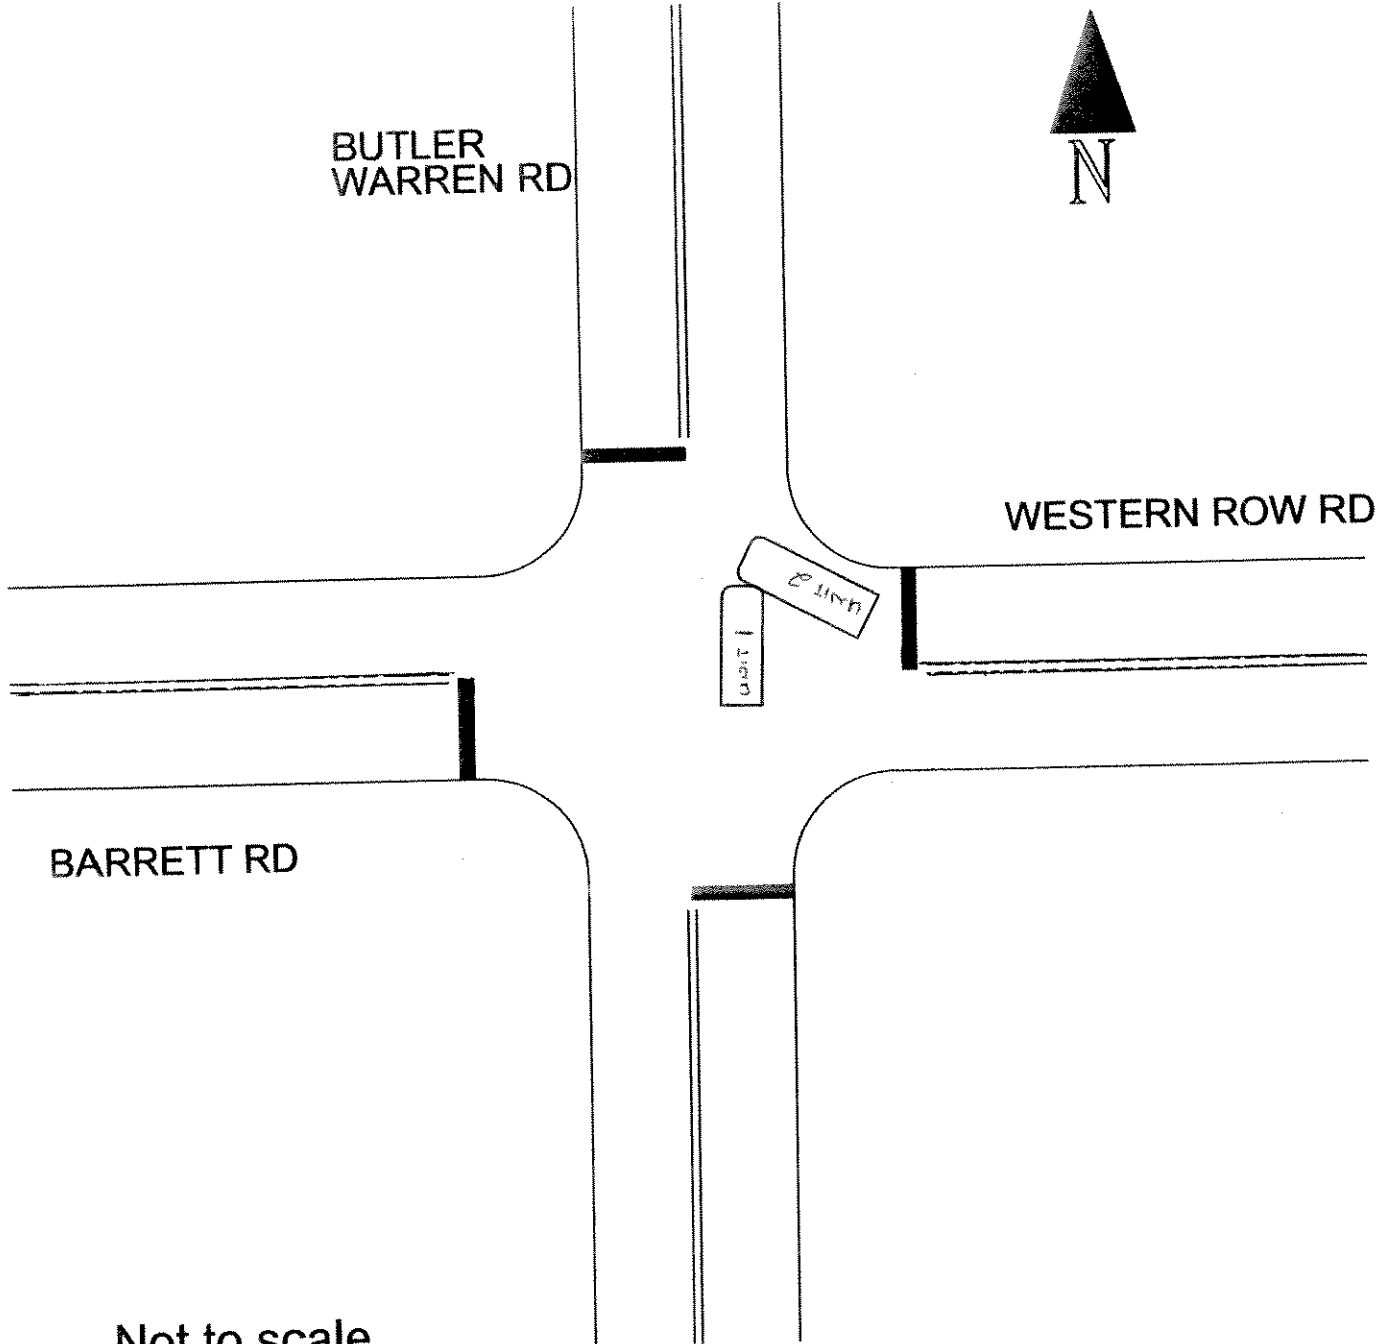 BUTLER
WARREN RD
N
WESTERN ROW RD
UNIT 2
UNIT 1
BARRETT RD
Not to scale